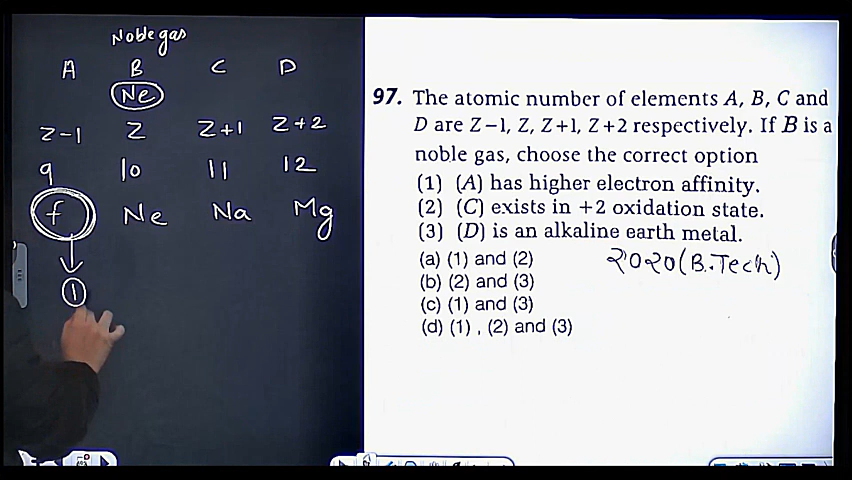 Noble gas
A B C D
Ne
Z-1 Z Z+1 Z+2
9 10 11 12
f Ne Na Mg
1
97. The atomic number of elements A, B, C and
D are Z–1, Z, Z+1, Z+2 respectively. If B is a
noble gas, choose the correct option
(1) (A) has higher electron affinity.
(2) (C) exists in +2 oxidation state.
(3) (D) is an alkaline earth metal.
(a) (1) and (2)
(b) (2) and (3)
(c) (1) and (3)
(d) (1) , (2) and (3)
2020 (B.Tech)